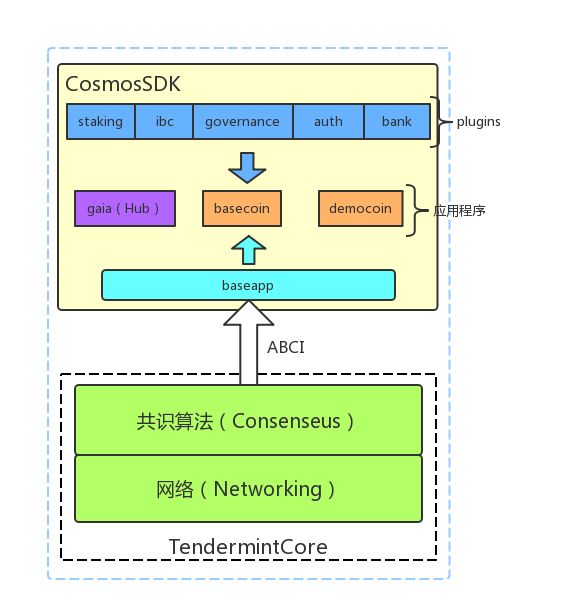 CosmosSDK
staking ibc governance auth bank plugins
gaia（Hub） basecoin democoin 应用程序
baseapp
ABCI
共识算法（Consenseus）
网络（Networking）
TendermintCore